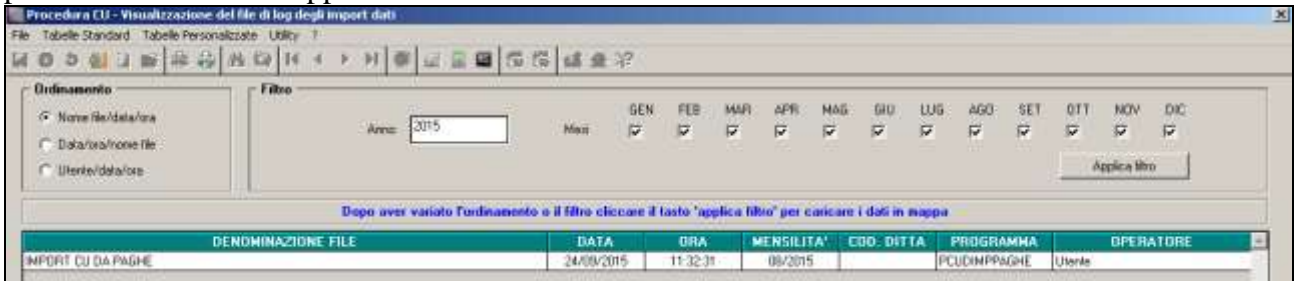 Procedura CU - Visualizzazione del file di log degli import dati
File Tabelle Standard Tabelle Personalizzate Utility ?
Ordinamento Filtro
GEN FEB MAR APR MAG GIU LUG AGO SET OTT NOV DIC
Nome file/data/ora
Anno: 2015 Mesi
Data/ora/nome file
Utente/data/ora
Applica filtro
Dopo aver variato l'ordinamento o il filtro cliccare il tasto 'applica filtro' per caricare i dati in mappa
DENOMINAZIONE FILE DATA ORA MENSILITA' COD. DITTA PROGRAMMA OPERATORE
IMPORT CU DA PAGHE 24/09/2015 11:32:31 08/2015 PCUDIMPPAGHE Utente